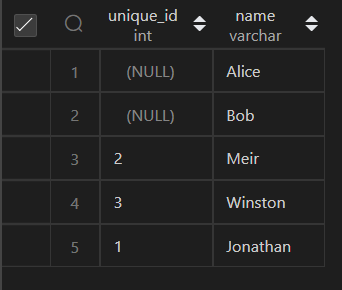 unique_id name
int varchar
1 (NULL) Alice
2 (NULL) Bob
3 2 Meir
4 3 Winston
5 1 Jonathan